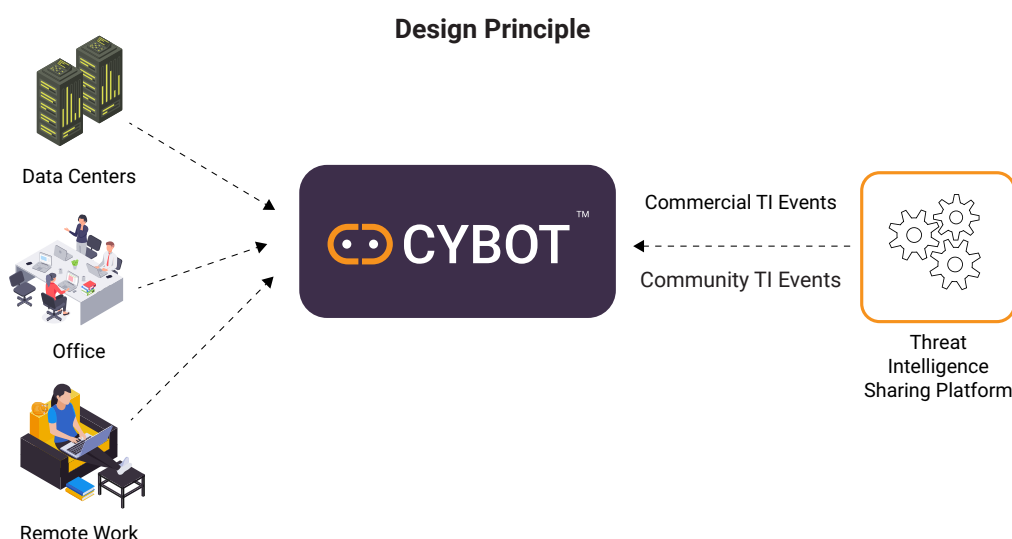 Design Principle
Data Centers
Office
Remote Work
CYBOT™
Commercial TI Events
Community TI Events
Threat
Intelligence
Sharing Platform